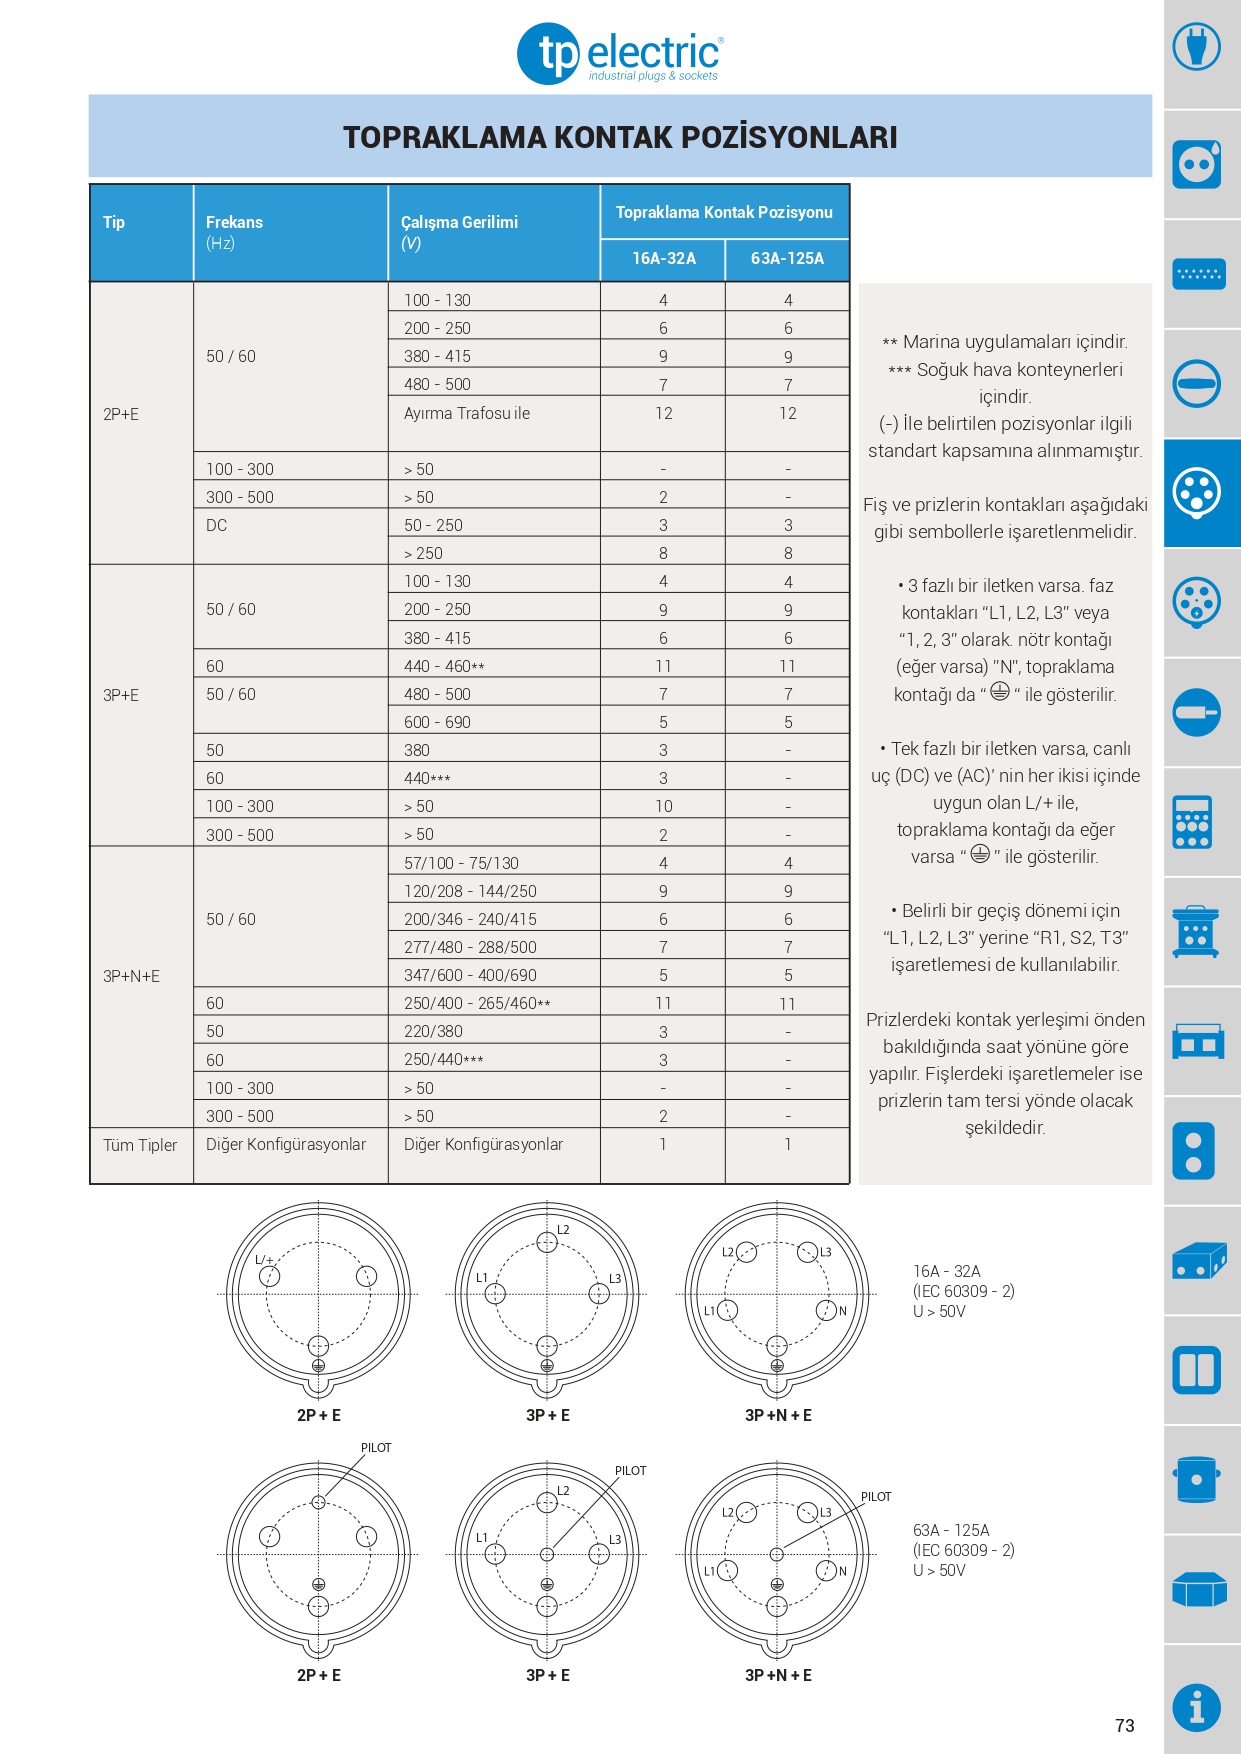 tp electric®
industrial plugs & sockets
TOPRAKLAMA KONTAK POZİSYONLARI
Tip Frekans (Hz) Çalışma Gerilimi (V) Topraklama Kontak Pozisyonu
16A-32A 63A-125A
100 - 130 4 4
200 - 250 6 6
50 / 60 380 - 415 9 9
480 - 500 7 7
2P+E Ayırma Trafosu ile 12 12
100 - 300 > 50 - -
300 - 500 > 50 2 -
DC 50 - 250 3 3
> 250 8 8
100 - 130 4 4
50 / 60 200 - 250 9 9
380 - 415 6 6
60 440 - 460** 11 11
3P+E 50 / 60 480 - 500 7 7
600 - 690 5 5
50 380 3 -
60 440*** 3 -
100 - 300 > 50 10 -
300 - 500 > 50 2 -
57/100 - 75/130 4 4
120/208 - 144/250 9 9
50 / 60 200/346 - 240/415 6 6
277/480 - 288/500 7 7
3P+N+E 347/600 - 400/690 5 5
60 250/400 - 265/460** 11 11
50 220/380 3 -
60 250/440*** 3 -
100 - 300 > 50 - -
300 - 500 > 50 2 -
Tüm Tipler Diğer Konfigürasyonlar Diğer Konfigürasyonlar 1 1
** Marina uygulamaları içindir.
*** Soğuk hava konteynerleri
içindir.
(-) İle belirtilen pozisyonlar ilgili
standart kapsamına alınmamıştır.
Fiş ve prizlerin kontakları aşağıdaki
gibi sembollerle işaretlenmelidir.
• 3 fazlı bir iletken varsa. faz
kontakları “L1, L2, L3” veya
“1, 2, 3” olarak. nötr kontağı
(eğer varsa) ”N”, topraklama
kontağı da “ ⏚ “ ile gösterilir.
• Tek fazlı bir iletken varsa, canlı
uç (DC) ve (AC)’ nin her ikisi içinde
uygun olan L/+ ile,
topraklama kontağı da eğer
varsa “ ⏚ ” ile gösterilir.
• Belirli bir geçiş dönemi için
“L1, L2, L3” yerine “R1, S2, T3”
işaretlemesi de kullanılabilir.
Prizlerdeki kontak yerleşimi önden
bakıldığında saat yönüne göre
yapılır. Fişlerdeki işaretlemeler ise
prizlerin tam tersi yönde olacak
şekildedir.
L/+
2P + E
L2
L1 L3
3P + E
L2 L3
L1 N
3P +N + E
16A - 32A
(IEC 60309 - 2)
U > 50V
PILOT
2P + E
PILOT
L2
L1 L3
3P + E
PILOT
L2 L3
L1 N
3P +N + E
63A - 125A
(IEC 60309 - 2)
U > 50V
73